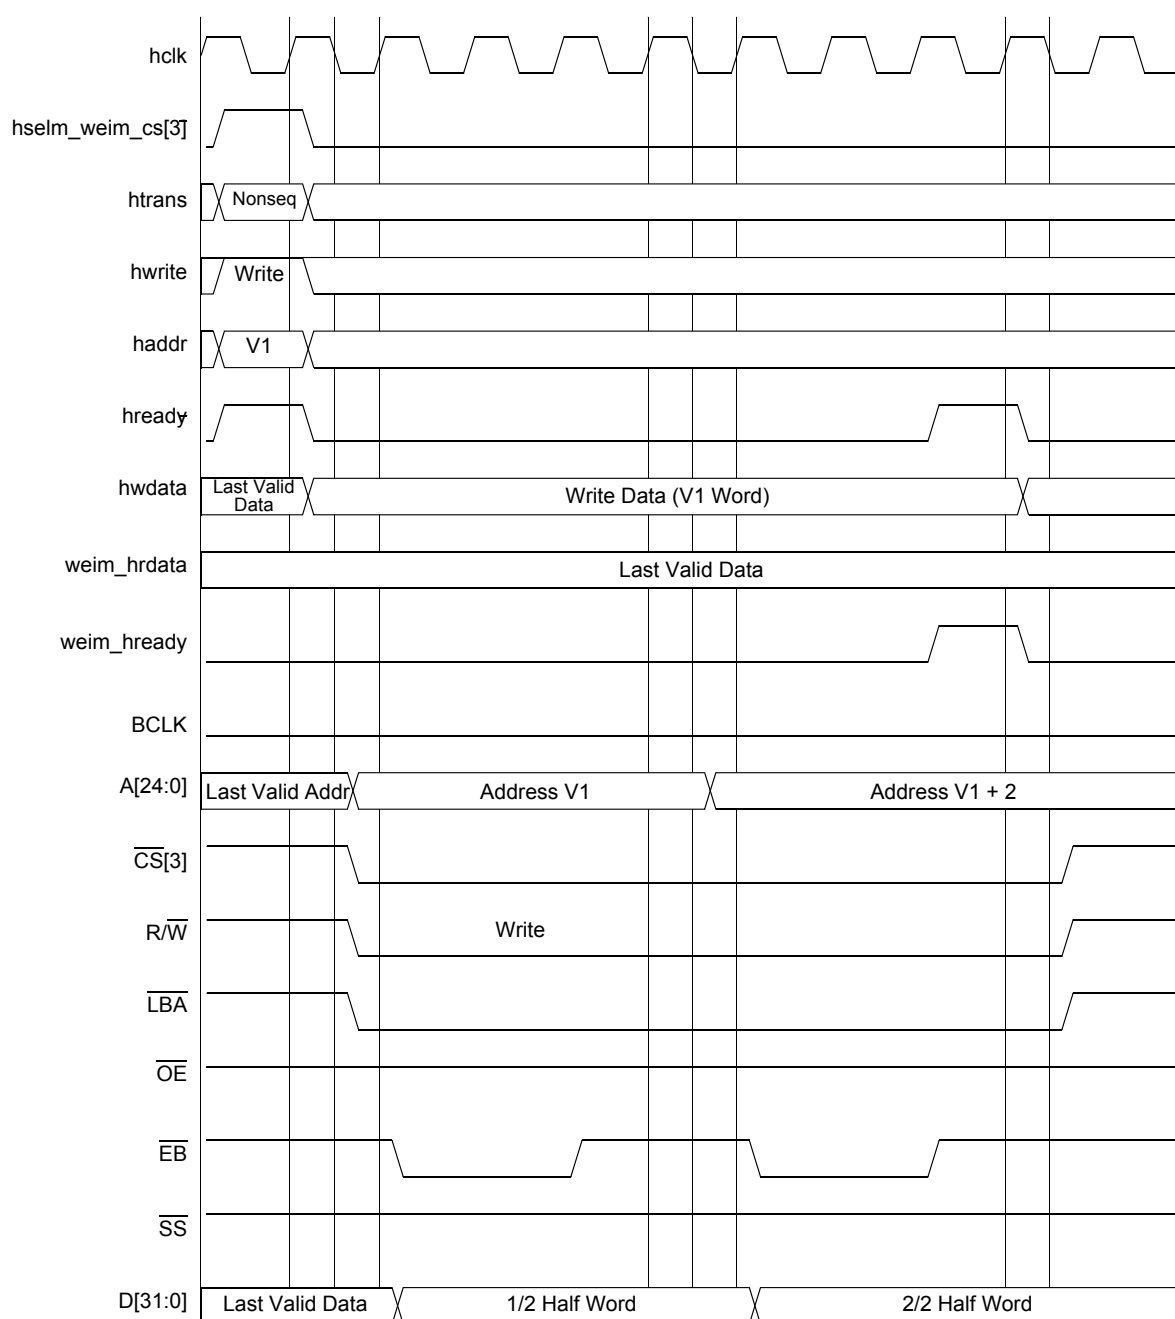 hclk
hselm_weim_cs[3]
htrans
Nonseq
hwrite
Write
haddr
V1
hready
hwdata
Last Valid
Data
Write Data (V1 Word)
weim_hrdata
Last Valid Data
weim_hready
BCLK
A[24:0]
Last Valid Addr
Address V1
Address V1 + 2
CS[3]
R/W
Write
LBA
OE
EB
SS
D[31:0]
Last Valid Data
1/2 Half Word
2/2 Half Word